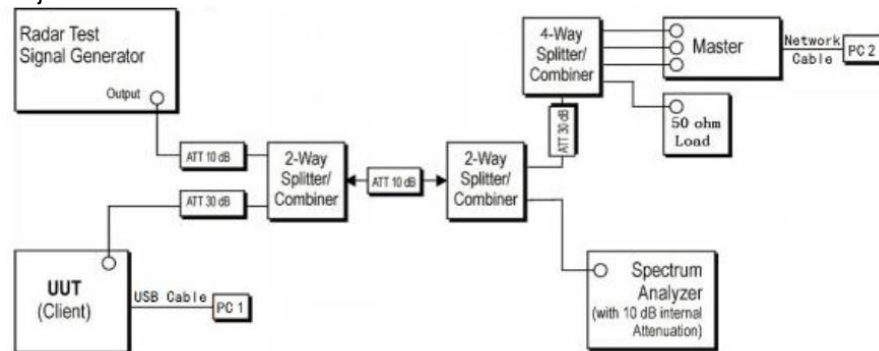 Radar Test
Signal Generator
Output
ATT 10 dB
2-Way
Splitter/
Combiner
ATT 30 dB
UUT
(Client)
USB Cable
PC 1
ATT 10 dB
2-Way
Splitter/
Combiner
ATT 30 dB
4-Way
Splitter/
Combiner
Master
Network
Cable
PC 2
50 ohm
Load
Spectrum
Analyzer
(with 10 dB internal
Attenuation)